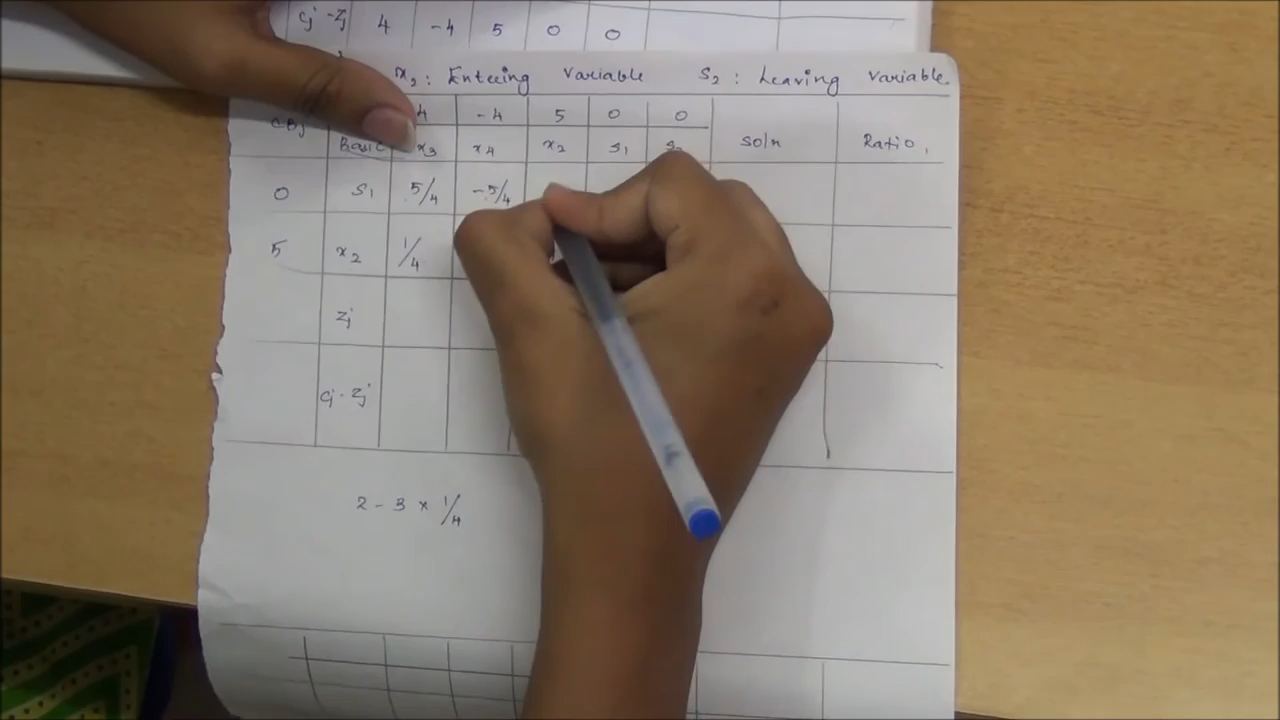 Cj - Zj 4 -4 5 0 0
x2 : Entering Variable S2 : Leaving Variable
CBj 4 -4 5 0 0
Basic x3 x4 x2 S1 Soln Ratio
0 S1 5/4 -5/4
5 x2 1/4
Zj
Cj - Zj
2 - 3 × 1/4